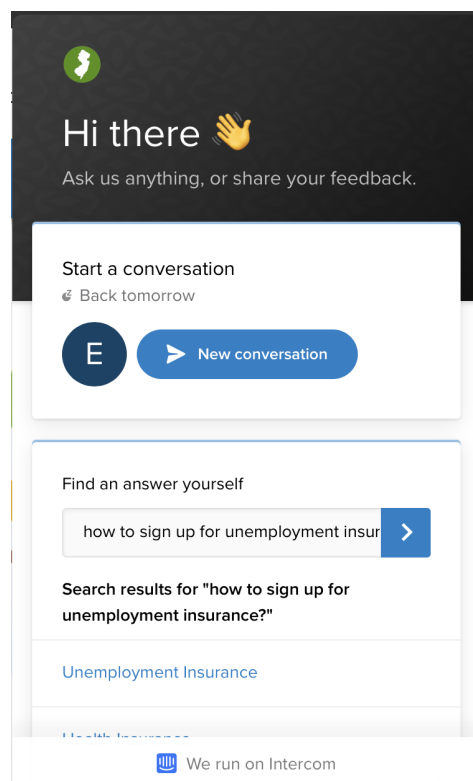 Hi there 👋
Ask us anything, or share your feedback.
Start a conversation
Back tomorrow
E
New conversation
Find an answer yourself
how to sign up for unemployment insur
Search results for "how to sign up for
unemployment insurance?"
Unemployment Insurance
Health Insurance
We run on Intercom